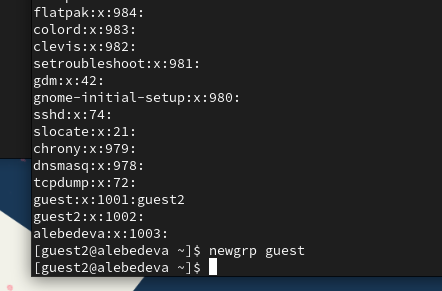 flatpak:x:984:
colord:x:983:
clevis:x:982:
setroubleshoot:x:981:
gdm:x:42:
gnome-initial-setup:x:980:
sshd:x:74:
slocate:x:21:
chrony:x:979:
dnsmasq:x:978:
tcpdump:x:72:
guest:x:1001:guest2
guest2:x:1002:
alebedeva:x:1003:
[guest2@alebedeva ~]$ newgrp guest
[guest2@alebedeva ~]$